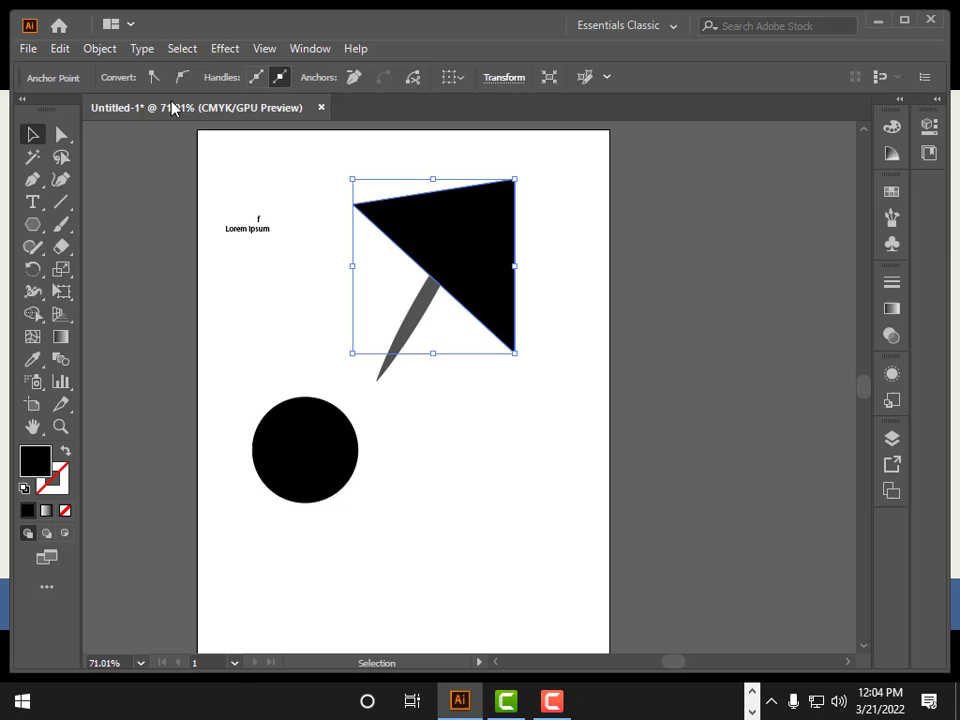 Ai
Essentials Classic
Search Adobe Stock
File Edit Object Type Select Effect View Window Help
Anchor Point Convert: Handles: Anchors: Transform
Untitled-1* @ 71.01% (CMYK/GPU Preview) ×
f
Lorem ipsum
71.01% 1 Selection
Ai
12:04 PM
3/21/2022